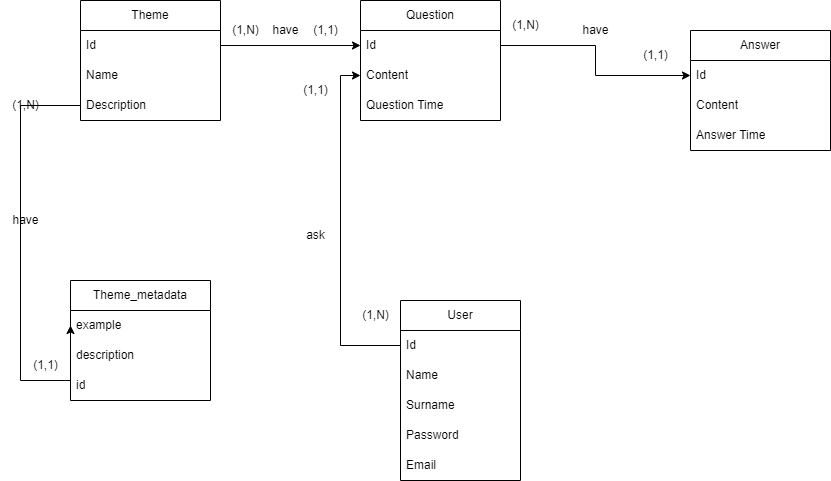 Theme
Id
Name
Description
(1,N)
have
(1,1)
Question
Id
Content
Question Time
(1,N)
have
(1,1)
Answer
Id
Content
Answer Time
(1,N)
have
(1,1)
Theme_metadata
example
description
id
(1,1)
ask
(1,N)
User
Id
Name
Surname
Password
Email